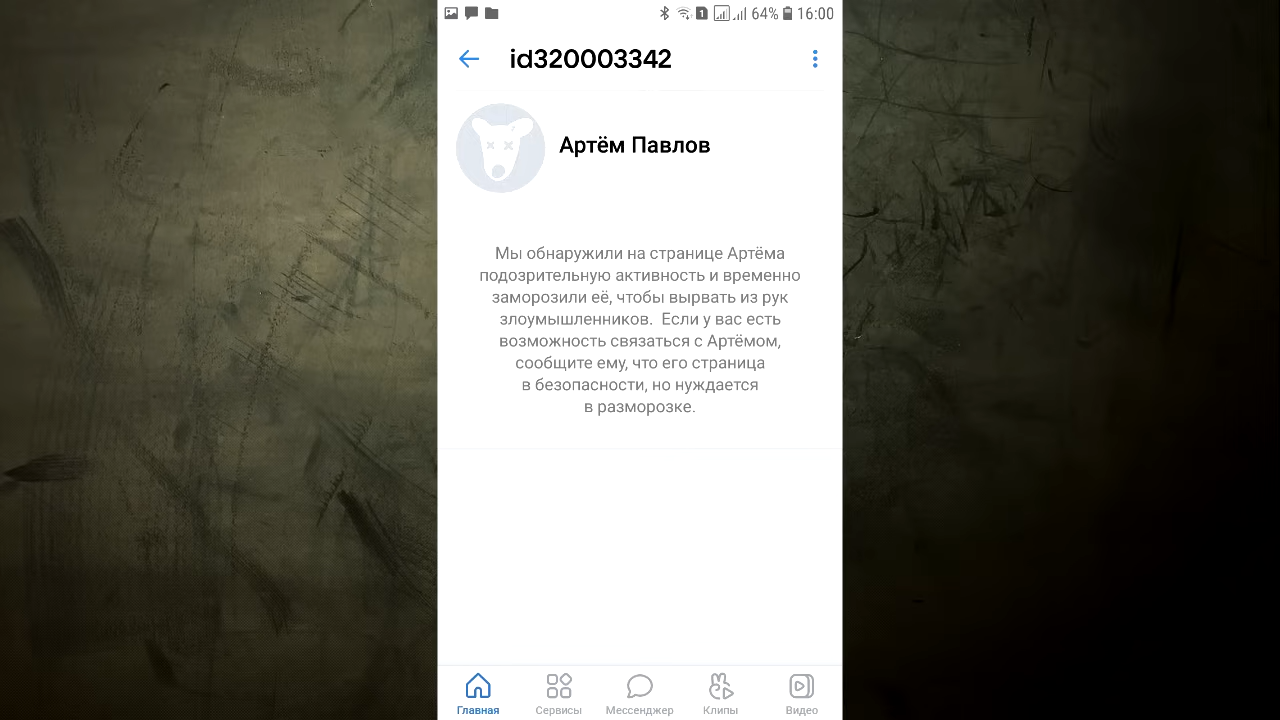 1 64% 16:00
id320003342
Артём Павлов
Мы обнаружили на странице Артёма
подозрительную активность и временно
заморозили её, чтобы вырвать из рук
злоумышленников. Если у вас есть
возможность связаться с Артёмом,
сообщите ему, что его страница
в безопасности, но нуждается
в разморозке.
Главная Сервисы Мессенджер Клипы Видео